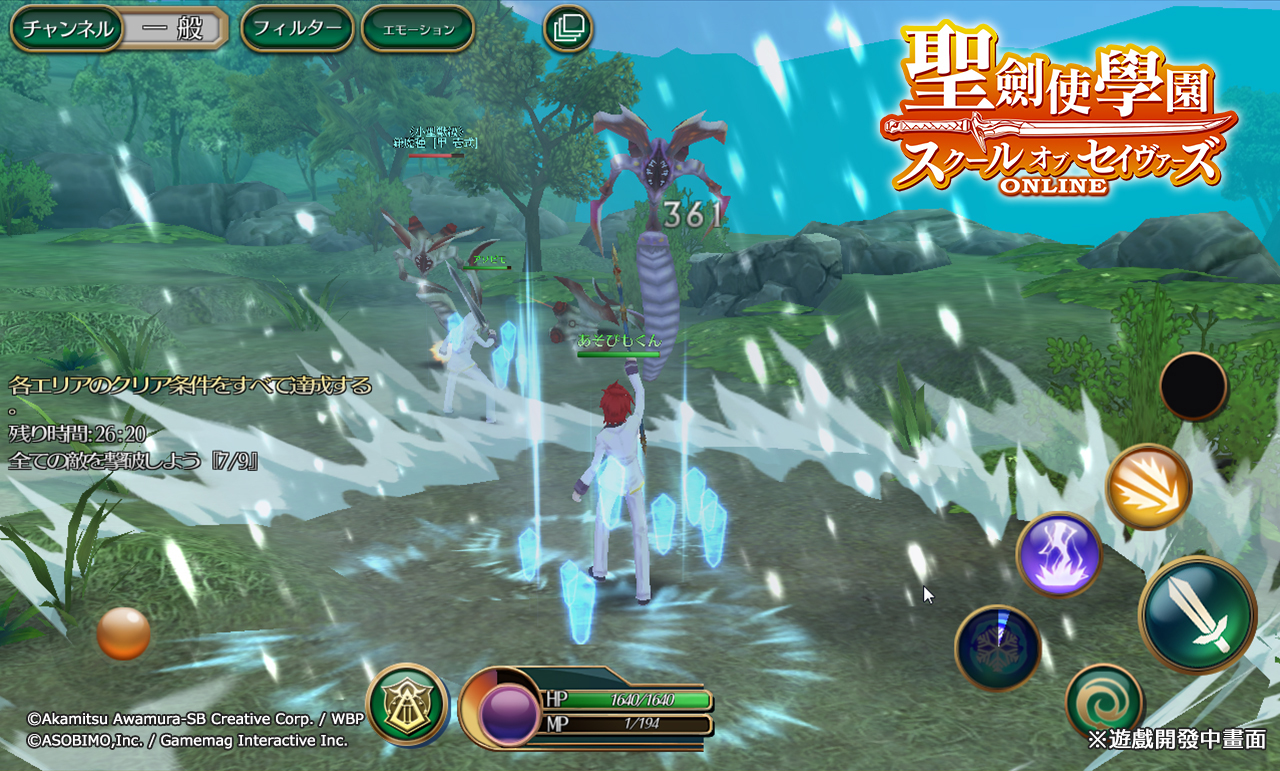 チャンネル 一般 フィルター エモーション
聖劍使學園
スクール オブ セイヴァーズ
ONLINE
361
あそびもくん
各エリアのクリア条件をすべて達成する
。
残り時間:26:20
全ての敵を撃破しよう『7/9』
HP 1640/1640
MP 1/194
©Akamitsu Awamura-SB Creative Corp. / WBP
©ASOBIMO,Inc. / Gamemag Interactive Inc.
※遊戲開發中畫面